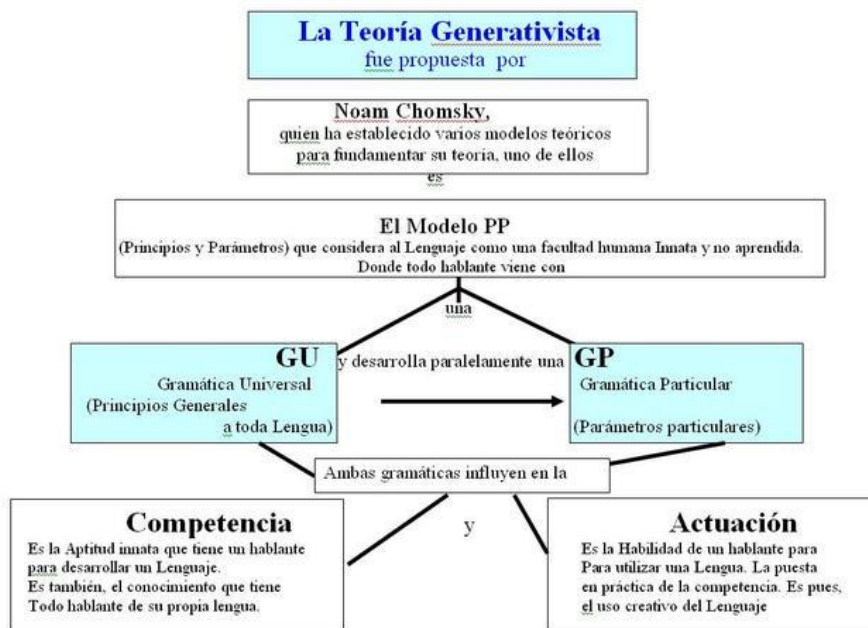 La Teoría Generativista
fue propuesta por
Noam Chomsky,
quien ha establecido varios modelos teóricos
para fundamentar su teoría, uno de ellos
es
El Modelo PP
(Principios y Parámetros) que considera al Lenguaje como una facultad humana Innata y no aprendida.
Donde todo hablante viene con
una
GU
Gramática Universal
(Principios Generales
a toda Lengua)
y desarrolla paralelamente una
GP
Gramática Particular
(Parámetros particulares)
Ambas gramáticas influyen en la
Competencia
Es la Aptitud innata que tiene un hablante
para desarrollar un Lenguaje.
Es también, el conocimiento que tiene
Todo hablante de su propia lengua.
y
Actuación
Es la Habilidad de un hablante para
Para utilizar una Lengua. La puesta
en práctica de la competencia. Es pues,
el uso creativo del Lenguaje